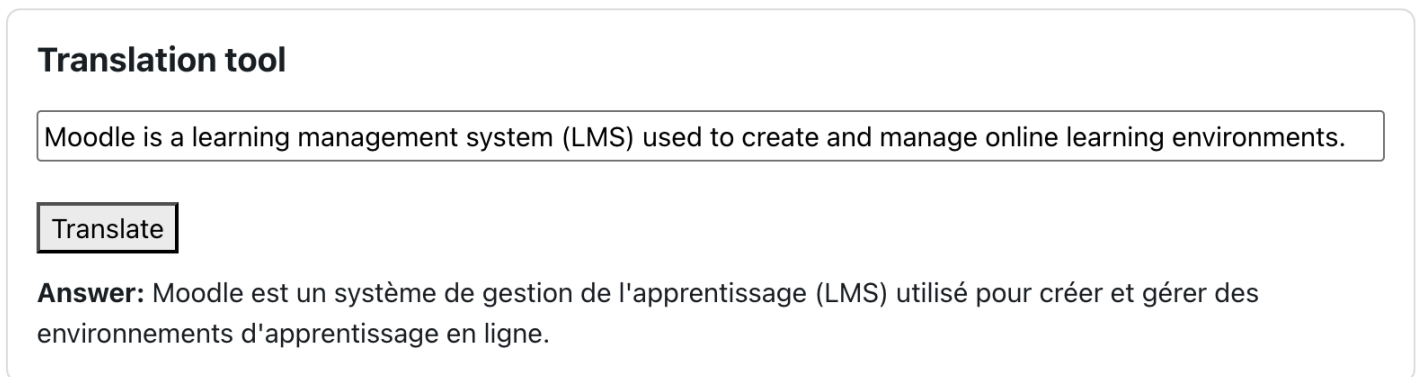 Translation tool
Moodle is a learning management system (LMS) used to create and manage online learning environments.
Translate
Answer: Moodle est un système de gestion de l'apprentissage (LMS) utilisé pour créer et gérer des
environnements d'apprentissage en ligne.